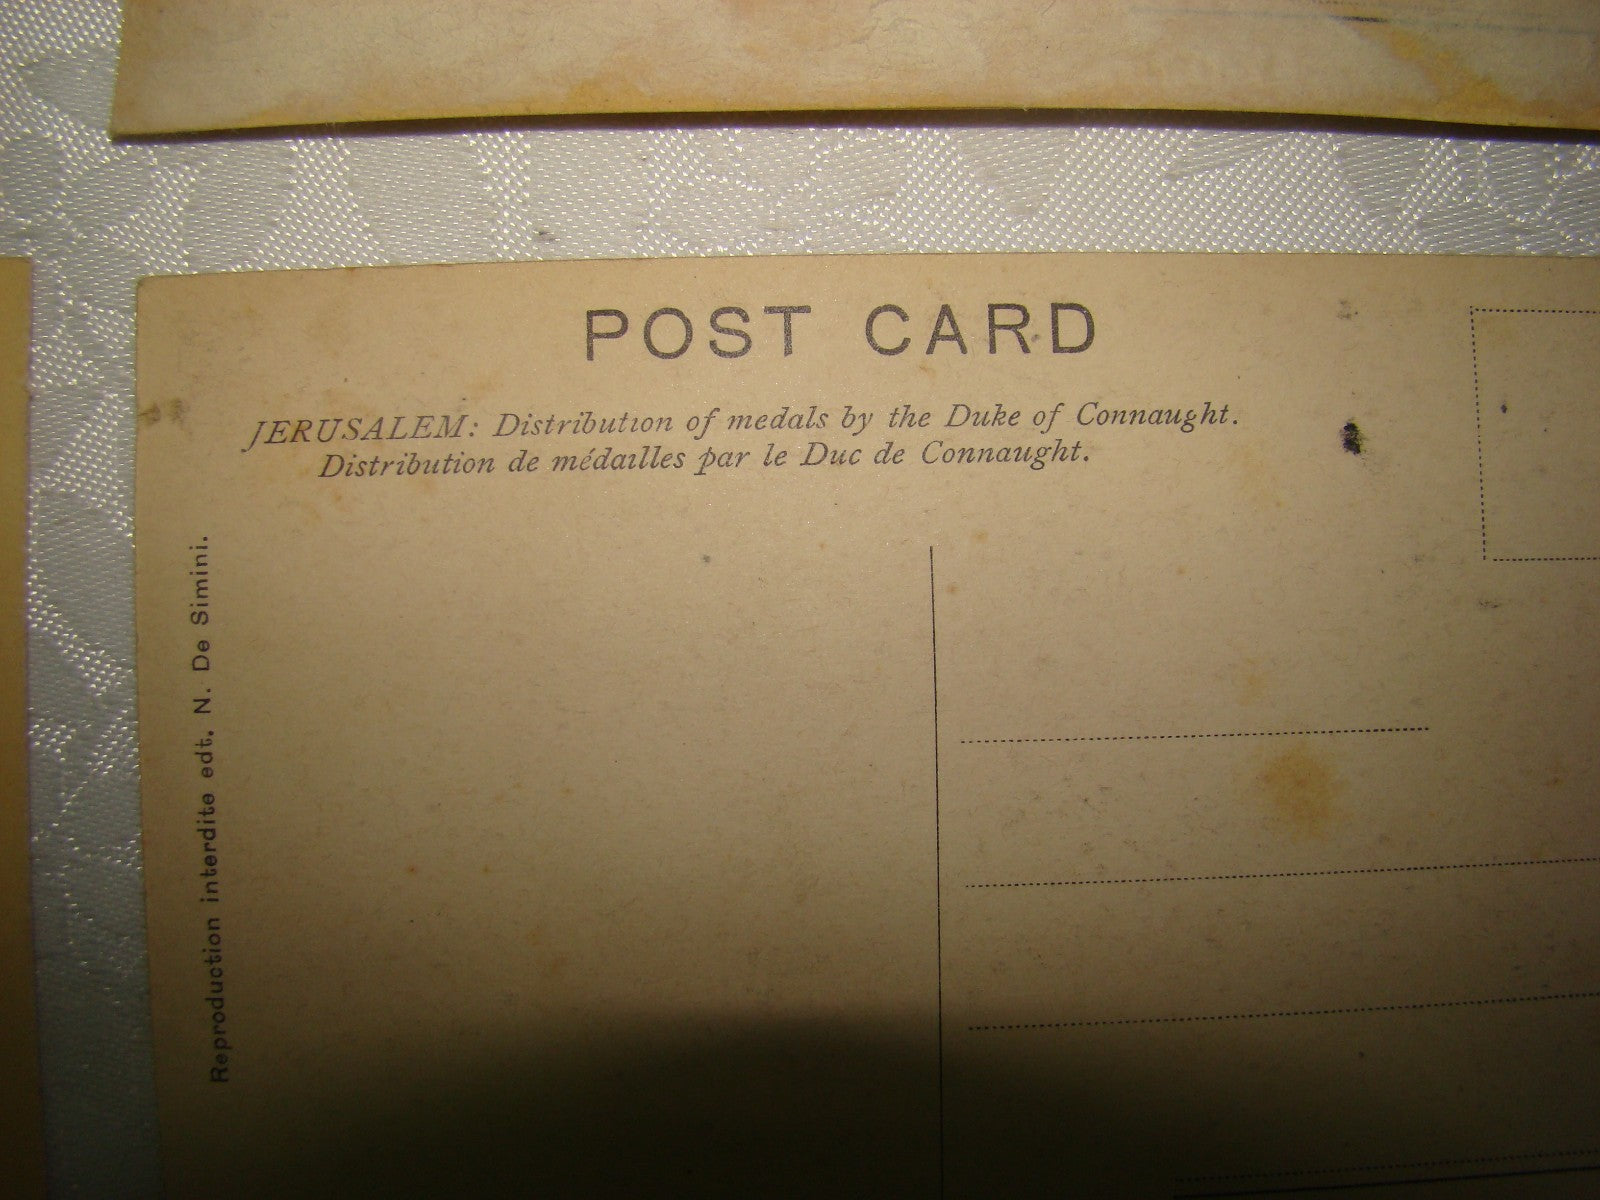 POST CARD
JERUSALEM: Distribution of medals by the Duke of Connaught.
Distribution de médailles par le Duc de Connaught.
Reproduction interdite edt. N. De Simini.